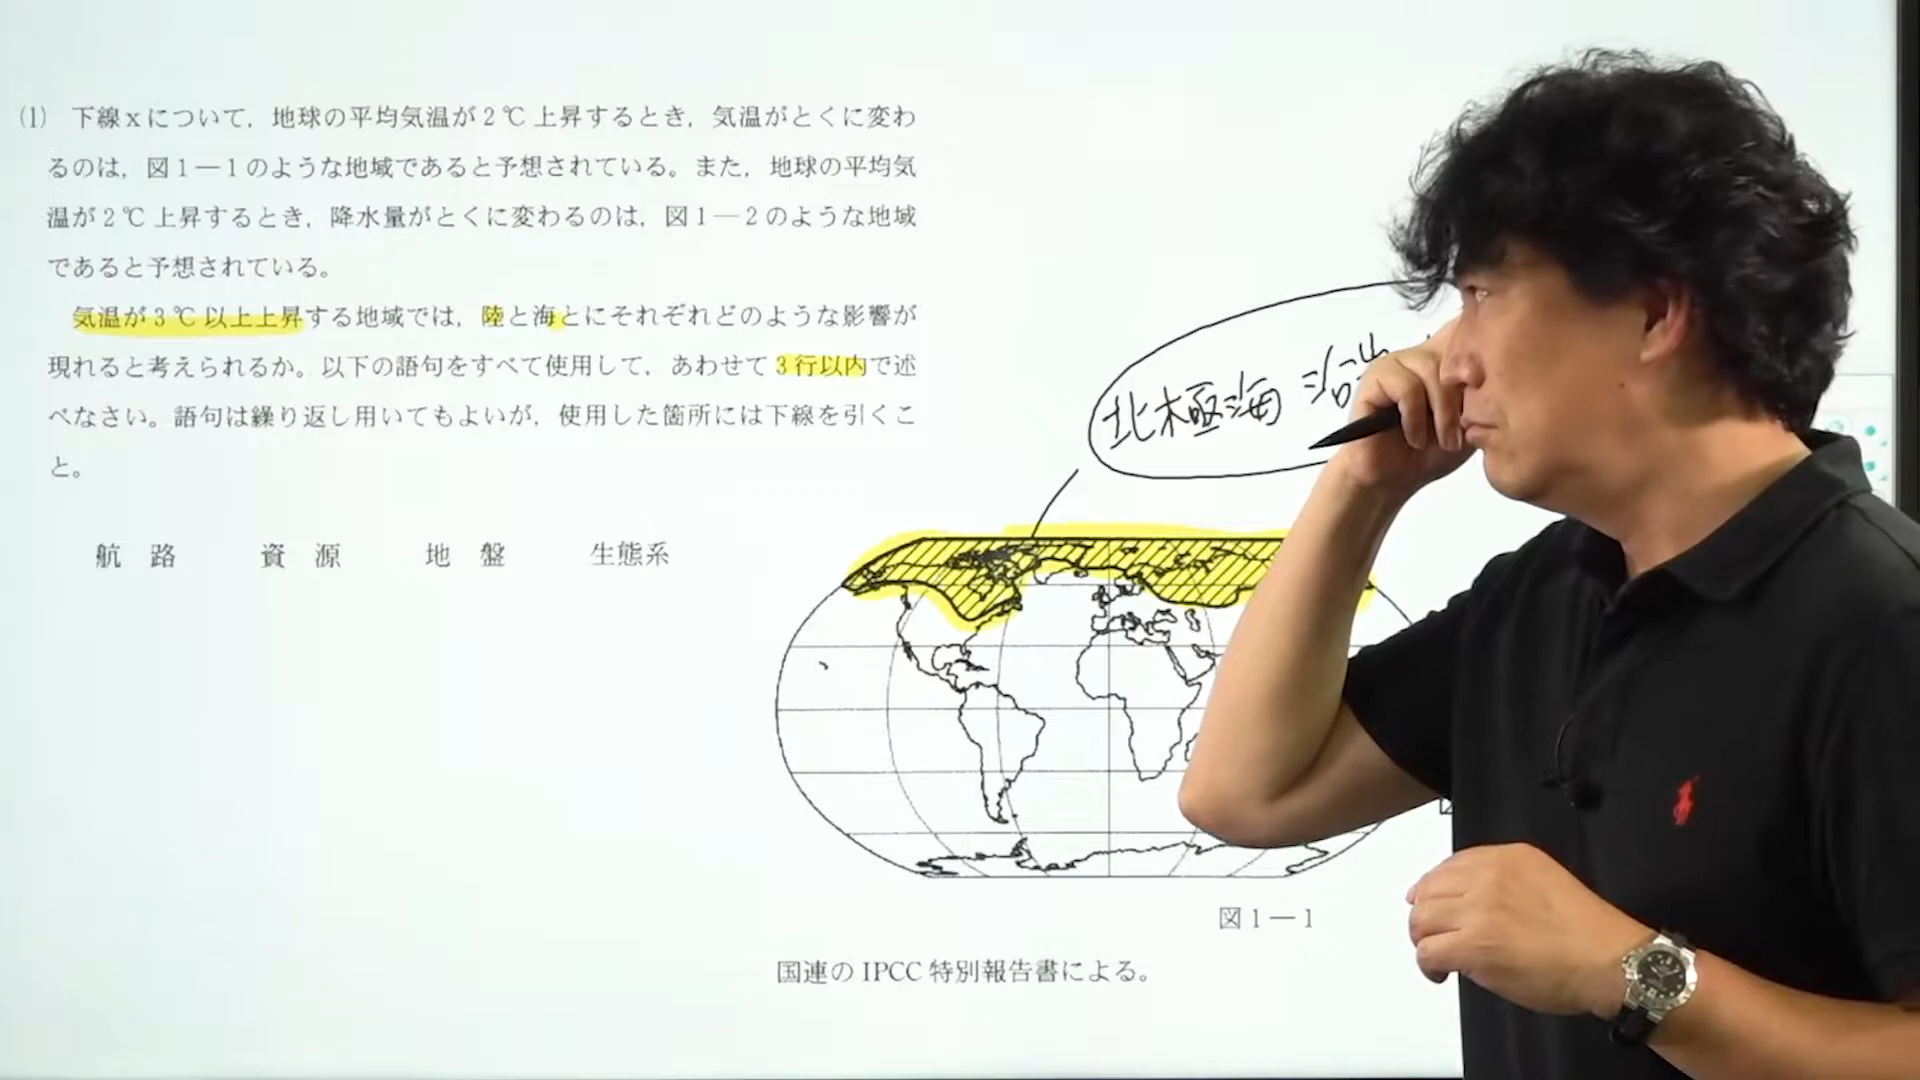 (1) 下線xについて，地球の平均気温が2℃上昇するとき，気温がとくに変わ
るのは，図1—1のような地域であると予想されている。また，地球の平均気
温が2℃上昇するとき，降水量がとくに変わるのは，図1—2のような地域
であると予想されている。
気温が3℃以上上昇する地域では，陸と海とにそれぞれどのような影響が
現れると考えられるか。以下の語句をすべて使用して，あわせて3行以内で述
べなさい。語句は繰り返し用いてもよいが，使用した箇所には下線を引くこ
と。
航路 資源 地盤 生態系
北極海 沿岸
図1—1
国連のIPCC特別報告書による。